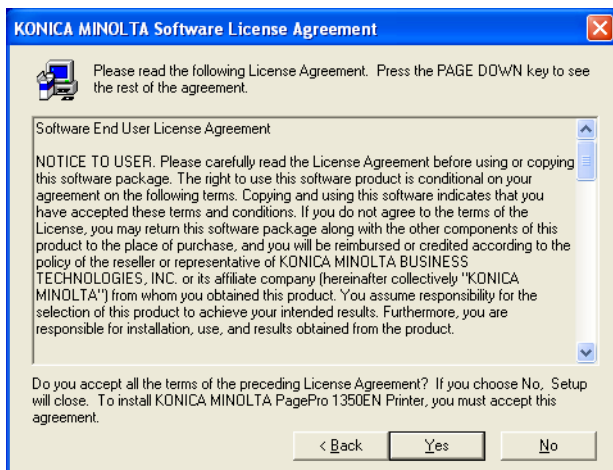 KONICA MINOLTA Software License Agreement
Please read the following License Agreement. Press the PAGE DOWN key to see
the rest of the agreement.
Software End User License Agreement
NOTICE TO USER. Please carefully read the License Agreement before using or copying
this software package. The right to use this software product is conditional on your
agreement on the following terms. Copying and using this software indicates that you
have accepted these terms and conditions. If you do not agree to the terms of the
License, you may return this software package along with the other components of this
product to the place of purchase, and you will be reimbursed or credited according to the
policy of the reseller or representative of KONICA MINOLTA BUSINESS
TECHNOLOGIES, INC. or its affiliate company (hereinafter collectively "KONICA
MINOLTA") from whom you obtained this product. You assume responsibility for the
selection of this product to achieve your intended results. Furthermore, you are
responsible for installation, use, and results obtained from the product.
Do you accept all the terms of the preceding License Agreement? If you choose No, Setup
will close. To install KONICA MINOLTA PagePro 1350EN Printer, you must accept this
agreement.
< Back Yes No